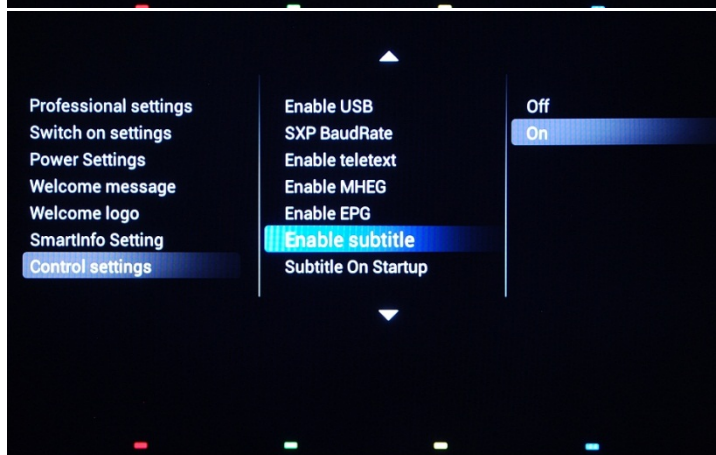 Professional settings
Switch on settings
Power Settings
Welcome message
Welcome logo
SmartInfo Setting
Control settings
Enable USB
SXP BaudRate
Enable teletext
Enable MHEG
Enable EPG
Enable subtitle
Subtitle On Startup
Off
On